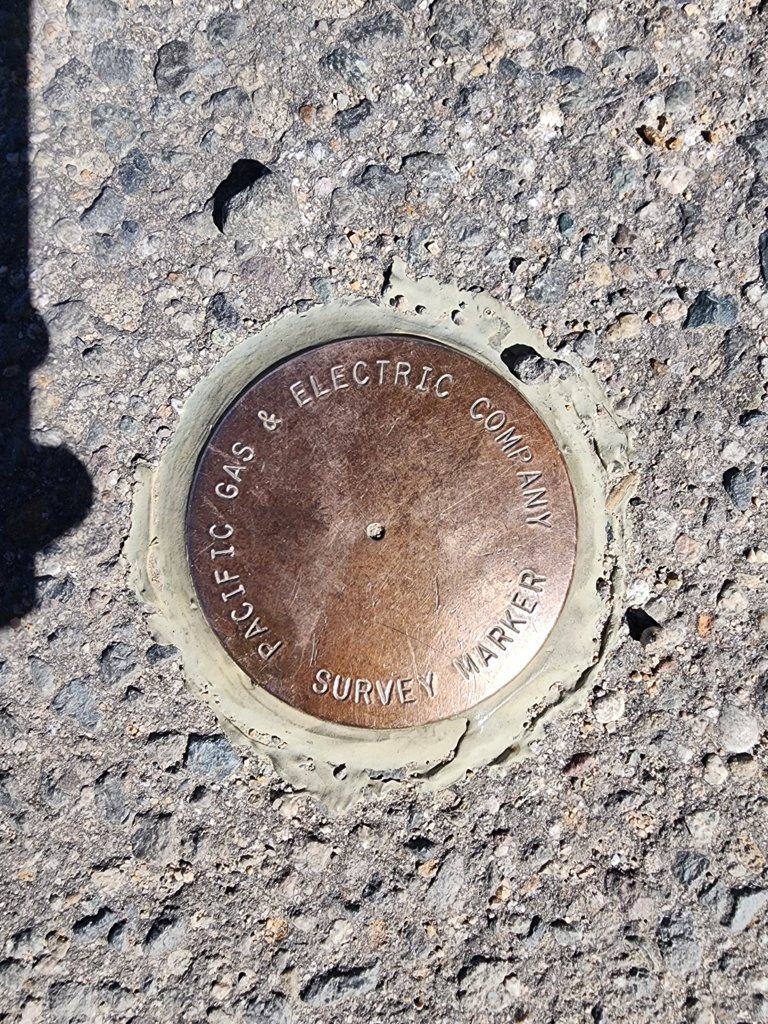 PACIFIC GAS & ELECTRIC COMPANY
SURVEY MARKER